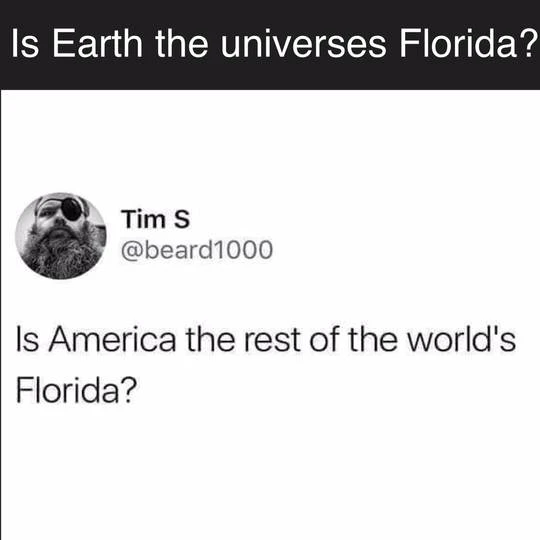 Is Earth the universes Florida?
Tim S
@beard1000
Is America the rest of the world's
Florida?